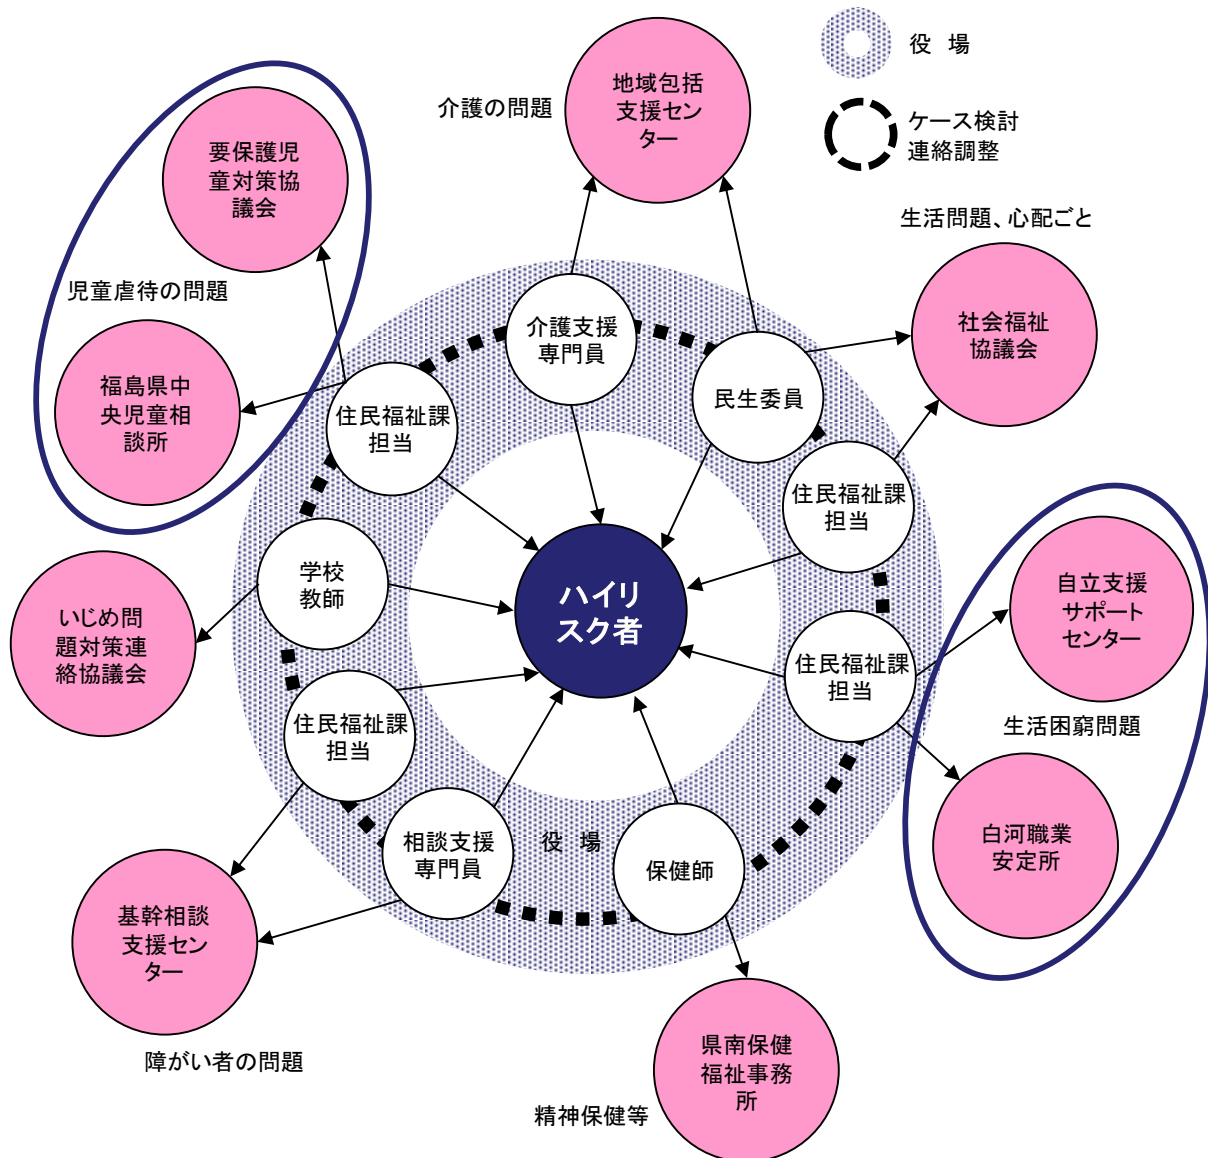 役 場
ケース検討
連絡調整
介護の問題
地域包括
支援セン
ター
要保護児
童対策協
議会
児童虐待の問題
福島県中
央児童相
談所
生活問題、心配ごと
社会福祉
協議会
介護支援
専門員
民生委員
住民福祉課
担当
住民福祉課
担当
学校
教師
ハイリ
スク者
いじめ問
題対策連
絡協議会
自立支援
サポート
センター
住民福祉課
担当
生活困窮問題
住民福祉課
担当
白河職業
安定所
相談支援
専門員
役 場
保健師
基幹相談
支援セン
ター
障がい者の問題
県南保健
福祉事務
所
精神保健等